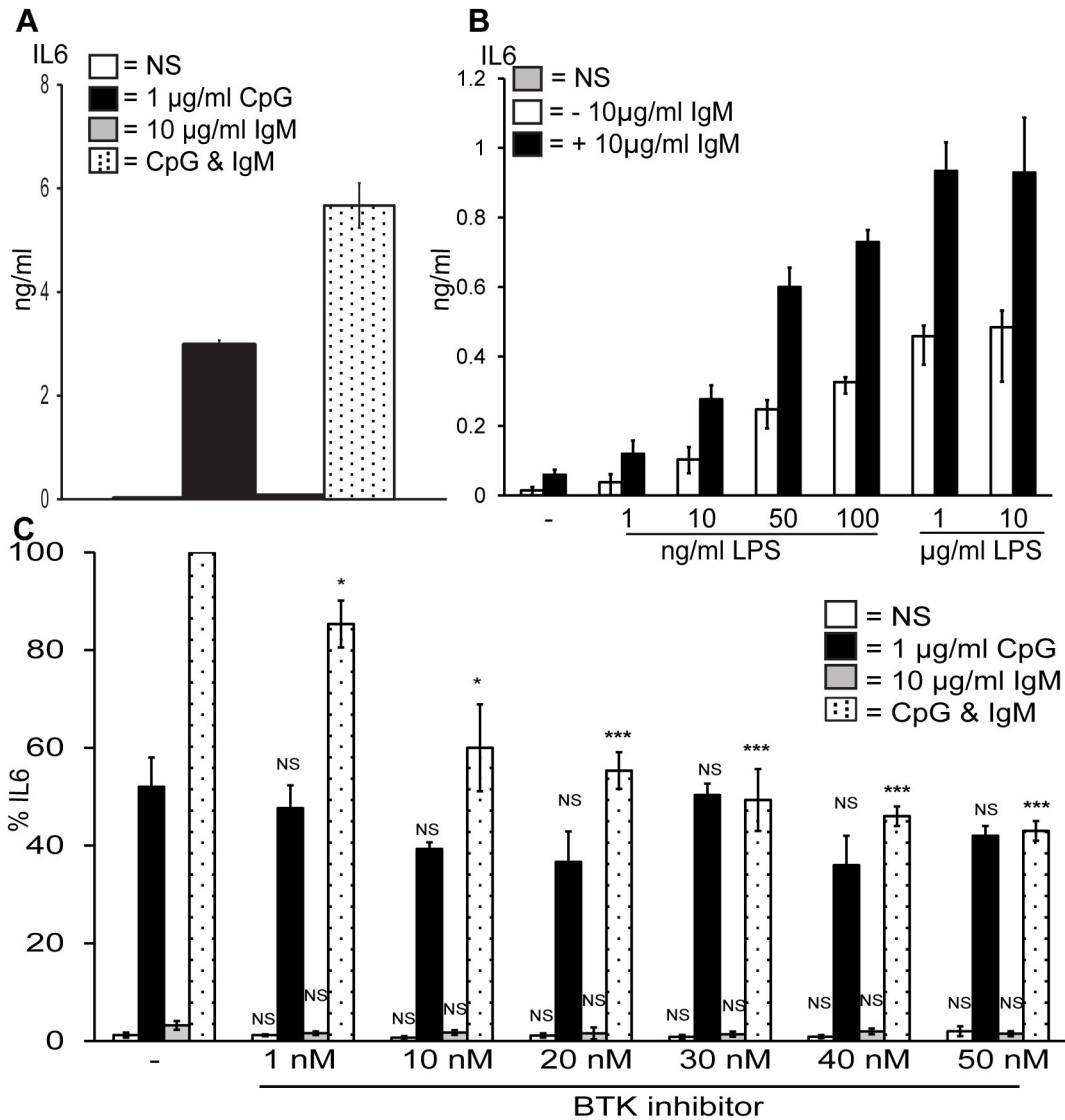 A
IL6
= NS
= 1 µg/ml CpG
= 10 µg/ml IgM
= CpG & IgM
8
6
4
2
0
ng/ml
B
IL6
= NS
= - 10µg/ml IgM
= + 10µg/ml IgM
1.2
1
0.8
0.6
0.4
0.2
0
- 1 10 50 100 1 10
ng/ml LPS µg/ml LPS
C
100
80
60
40
20
0
% IL6
= NS
= 1 µg/ml CpG
= 10 µg/ml IgM
= CpG & IgM
* * *** *** *** ***
NS NS NS NS NS NS
NS NS NS NS NS NS NS NS NS NS NS NS
- 1 nM 10 nM 20 nM 30 nM 40 nM 50 nM
BTK inhibitor